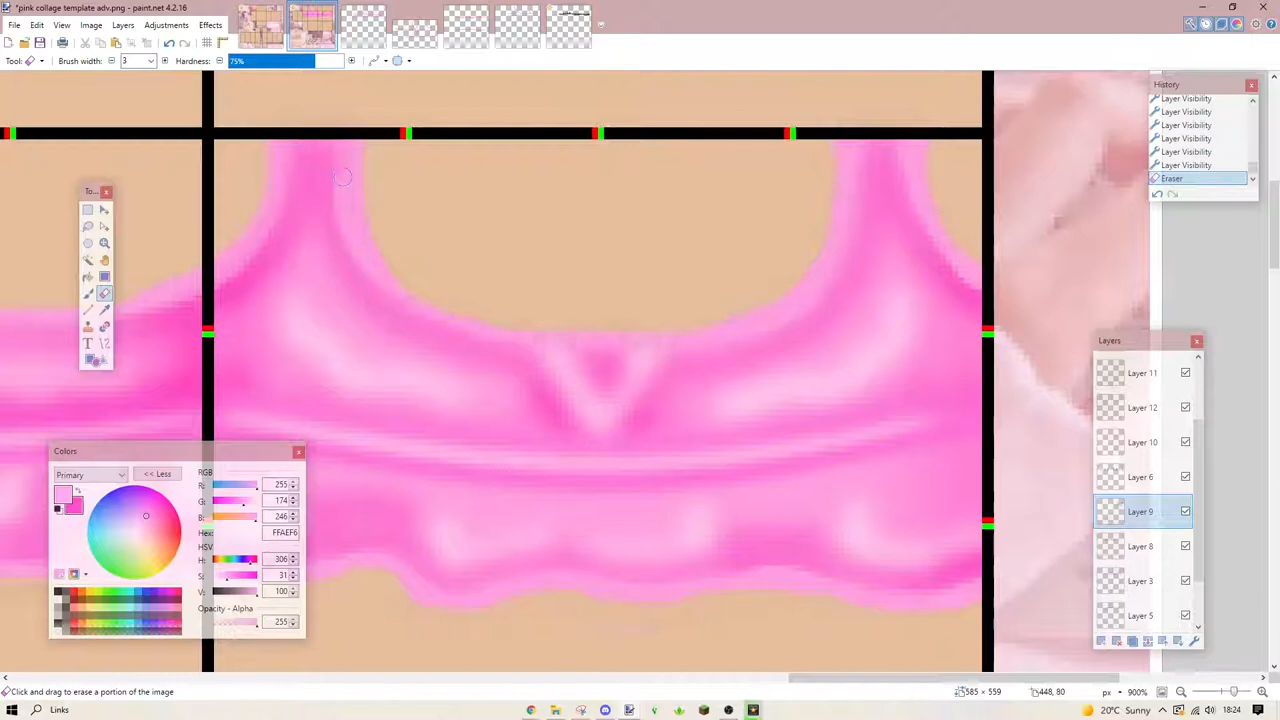 *pink collage template adv.png - paint.net 4.2.16
File Edit View Image Layers Adjustments Effects
Tool: Brush width: 3 Hardness: 75%
History
Layer Visibility
Layer Visibility
Layer Visibility
Layer Visibility
Layer Visibility
Layer Visibility
Eraser
To...
T
Layers
Layer 11
Layer 12
Layer 10
Layer 6
Layer 9
Layer 8
Layer 3
Layer 5
Colors
Primary << Less
RGB
R: 255
G: 174
B: 246
Hex: FFAEF6
HSV
H: 306
S: 31
V: 100
Opacity - Alpha
255
Click and drag to erase a portion of the image
585 × 559
448, 80
px 900%
Links
20°C Sunny
18:24